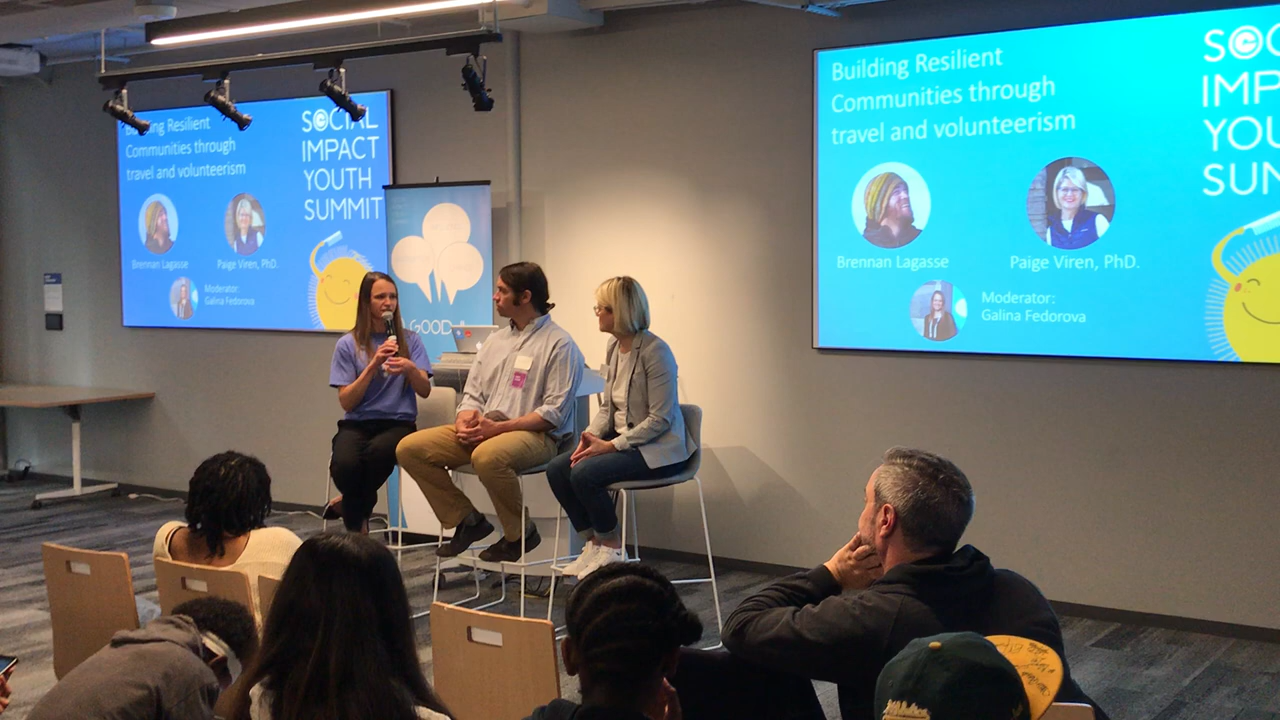 Building Resilient
Communities through
travel and volunteerism
Brennan Lagasse
Paige Viren, PhD.
Moderator:
Galina Fedorova
SOCIAL
IMPACT
YOUTH
SUMMIT
GOOD
Building Resilient
Communities through
travel and volunteerism
Brennan Lagasse
Paige Viren, PhD.
Moderator:
Galina Fedorova
SOC
IMP
YOU
SUM